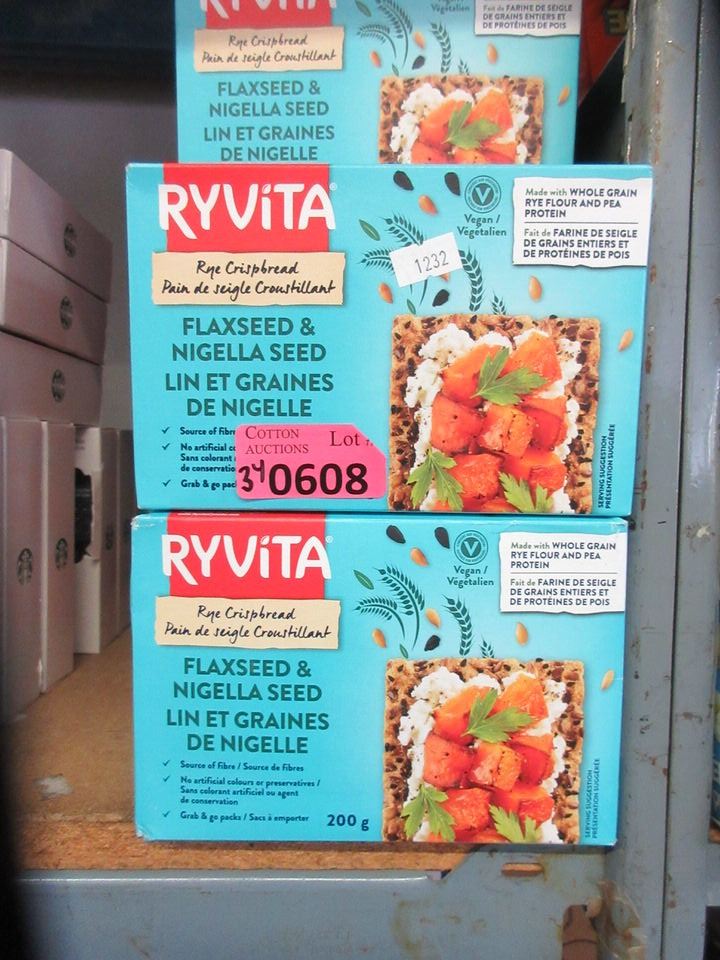 RYVITA
Rye Crispbread
Pain de seigle Croustillant
FLAXSEED &
NIGELLA SEED
LIN ET GRAINES
DE NIGELLE
Végétalien
Fait de FARINE DE SEIGLE
DE GRAINS ENTIERS ET
DE PROTÉINES DE POIS
RYViTA
Rye Crispbread
Pain de seigle Croustillant
FLAXSEED &
NIGELLA SEED
LIN ET GRAINES
DE NIGELLE
✓ Source of fibre
✓ No artificial
Sans colorant
de conservation
✓ Grab & go
COTTON
AUCTIONS
Lot
340608
V
Vegan /
Végétalien
1232
Made with WHOLE GRAIN
RYE FLOUR AND PEA
PROTEIN
Fait de FARINE DE SEIGLE
DE GRAINS ENTIERS ET
DE PROTÉINES DE POIS
SERVING SUGGESTION
PRÉSENTATION SUGGÉRÉE
RYViTA
Rye Crispbread
Pain de seigle Croustillant
FLAXSEED &
NIGELLA SEED
LIN ET GRAINES
DE NIGELLE
✓ Source of fibre / Source de fibres
✓ No artificial colours or preservatives /
Sans colorant artificiel ou agent
de conservation
✓ Grab & go packs / Sacs à emporter
200 g
V
Vegan /
Végétalien
Made with WHOLE GRAIN
RYE FLOUR AND PEA
PROTEIN
Fait de FARINE DE SEIGLE
DE GRAINS ENTIERS ET
DE PROTÉINES DE POIS
SERVING SUGGESTION
PRÉSENTATION SUGGÉRÉE